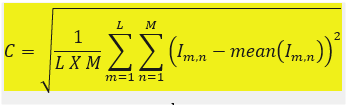 C = √(1/(L X M) ∑_{m=1}^{L} ∑_{n=1}^{M} (I_{m,n} − mean(I_{m,n}))²)